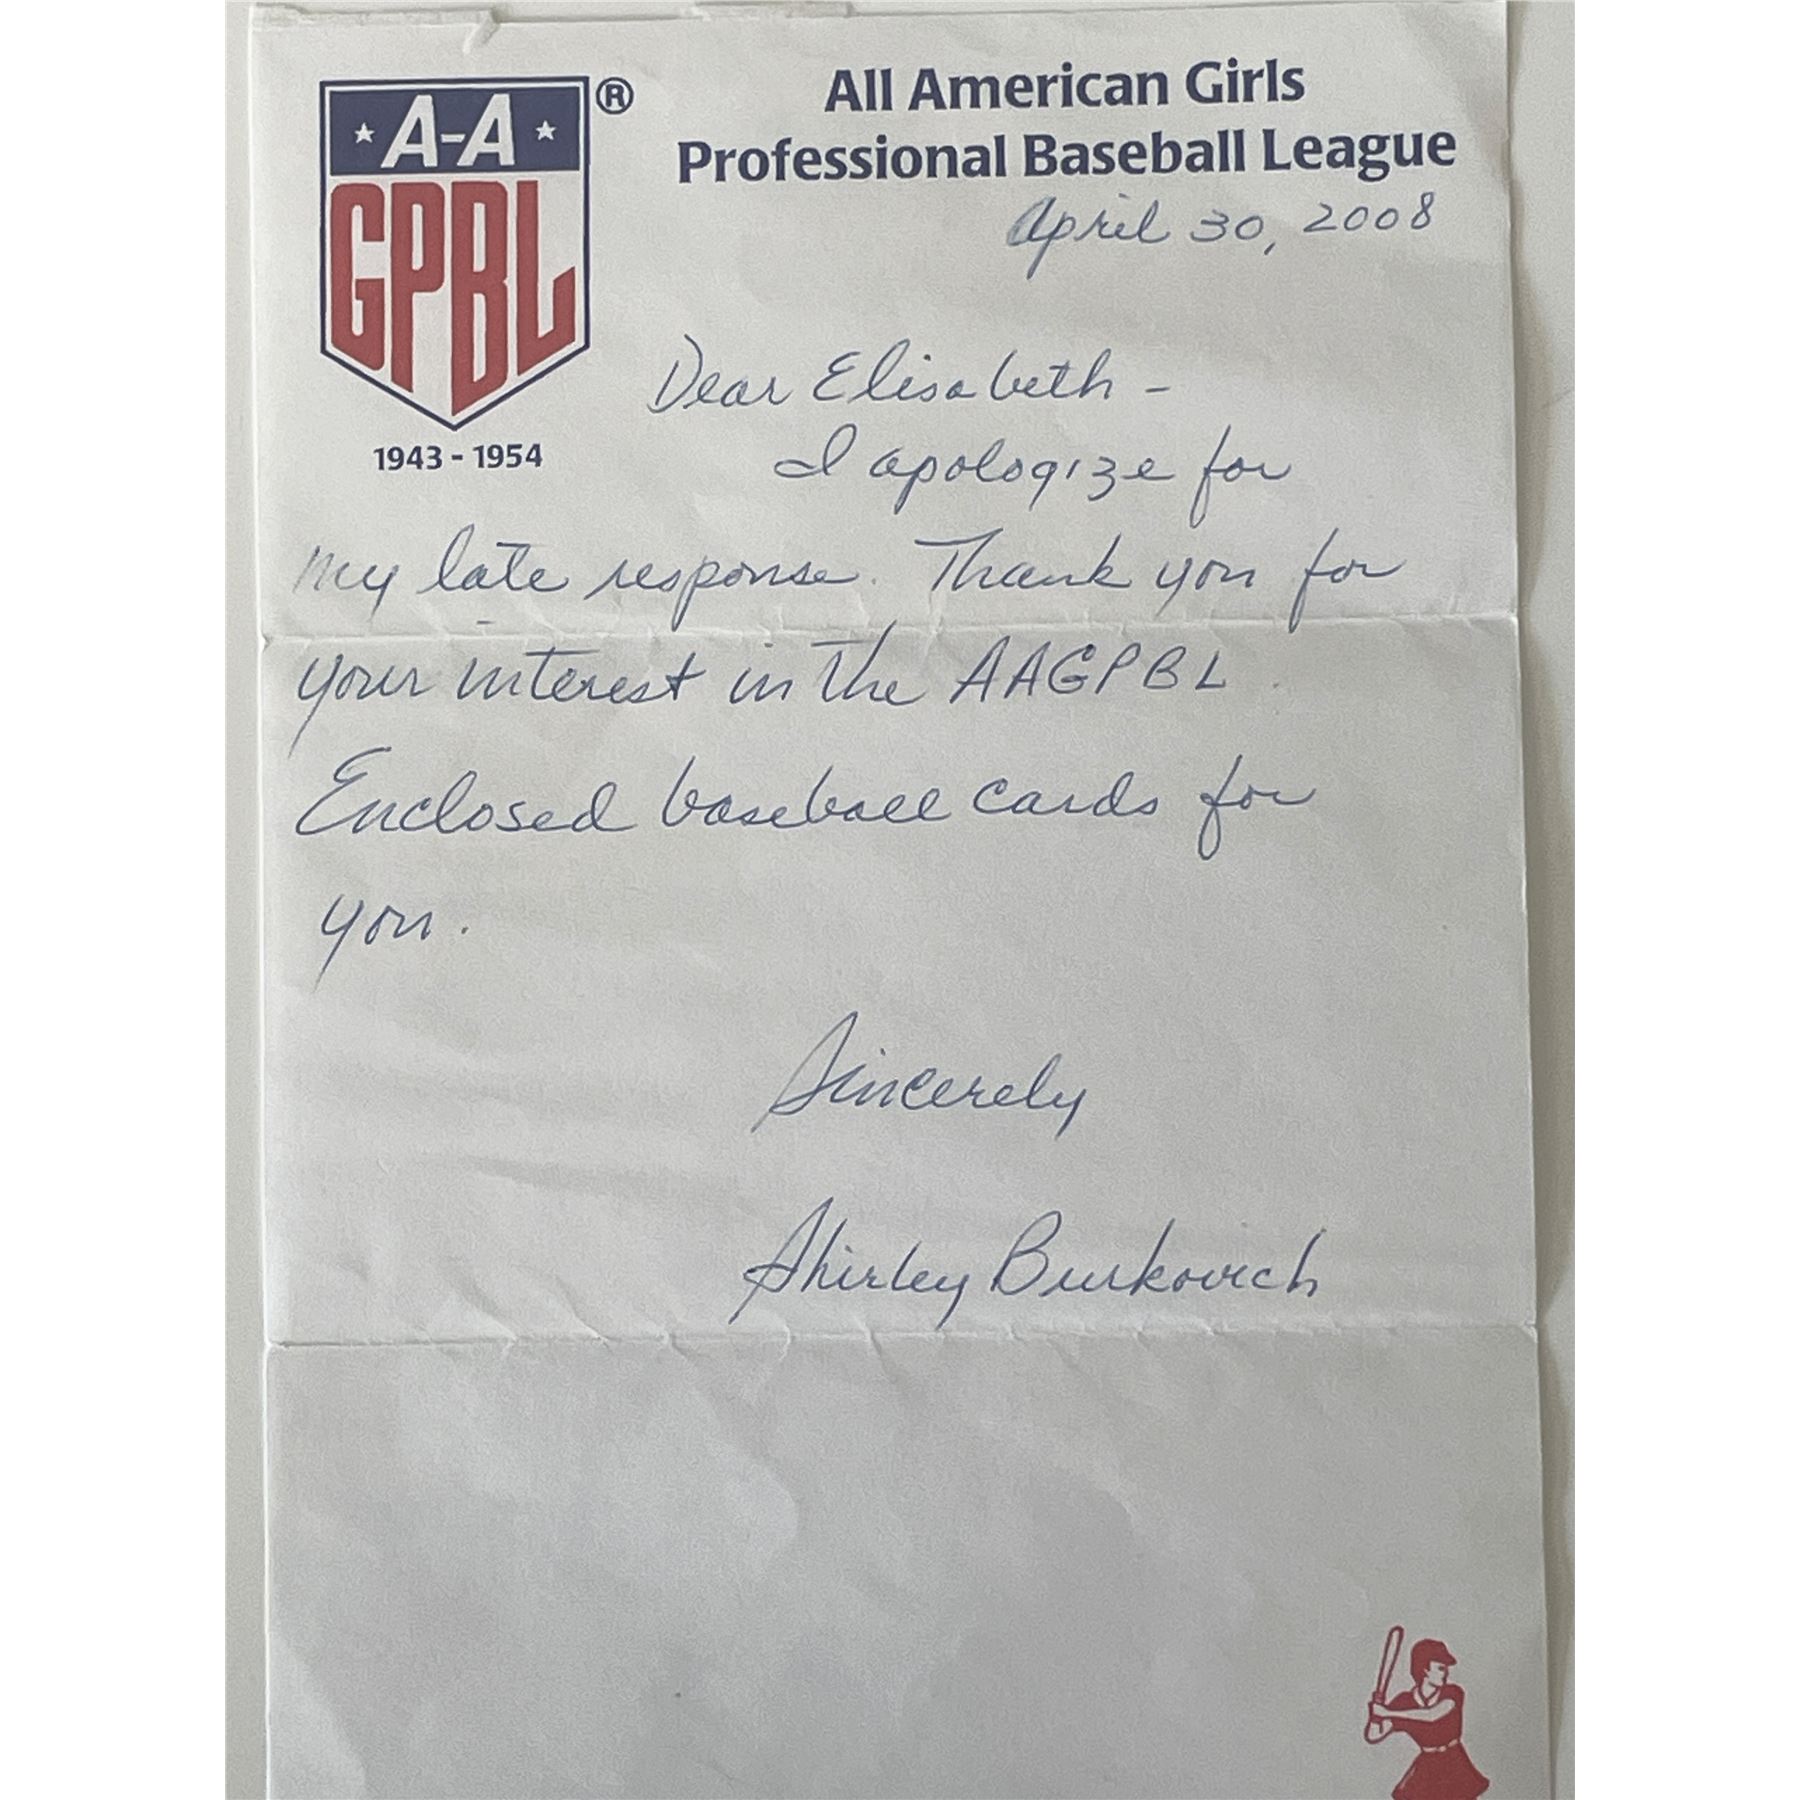 A-A ®
GPBL
1943 - 1954
All American Girls
Professional Baseball League
April 30, 2008
Dear Elisabeth -
I apologize for
my late response. Thank you for
your interest in the AAGPBL.
Enclosed baseball cards for
you.
Sincerely
Shirley Burkovich